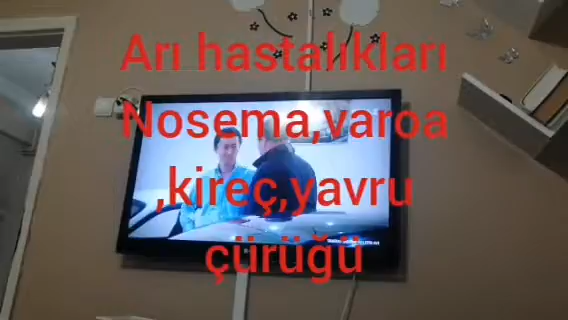 Arı hastalıkları
Nosema,varoa
,kireç,yavru
çürüğü